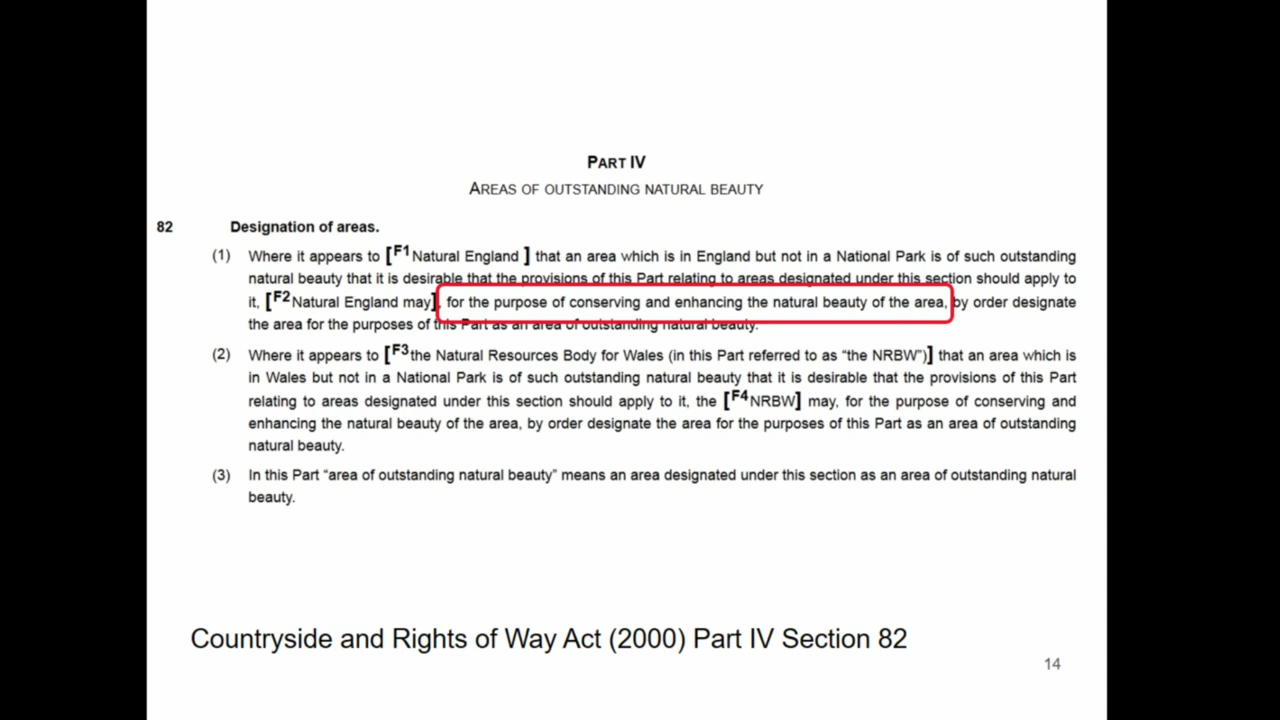 PART IV
AREAS OF OUTSTANDING NATURAL BEAUTY
82 Designation of areas.
(1) Where it appears to [F1Natural England ] that an area which is in England but not in a National Park is of such outstanding
natural beauty that it is desirable that the provisions of this Part relating to areas designated under this section should apply to
it, [F2Natural England may], for the purpose of conserving and enhancing the natural beauty of the area, by order designate
the area for the purposes of this Part as an area of outstanding natural beauty.
(2) Where it appears to [F3the Natural Resources Body for Wales (in this Part referred to as “the NRBW”)] that an area which is
in Wales but not in a National Park is of such outstanding natural beauty that it is desirable that the provisions of this Part
relating to areas designated under this section should apply to it, the [F4NRBW] may, for the purpose of conserving and
enhancing the natural beauty of the area, by order designate the area for the purposes of this Part as an area of outstanding
natural beauty.
(3) In this Part “area of outstanding natural beauty” means an area designated under this section as an area of outstanding natural
beauty.
Countryside and Rights of Way Act (2000) Part IV Section 82
14